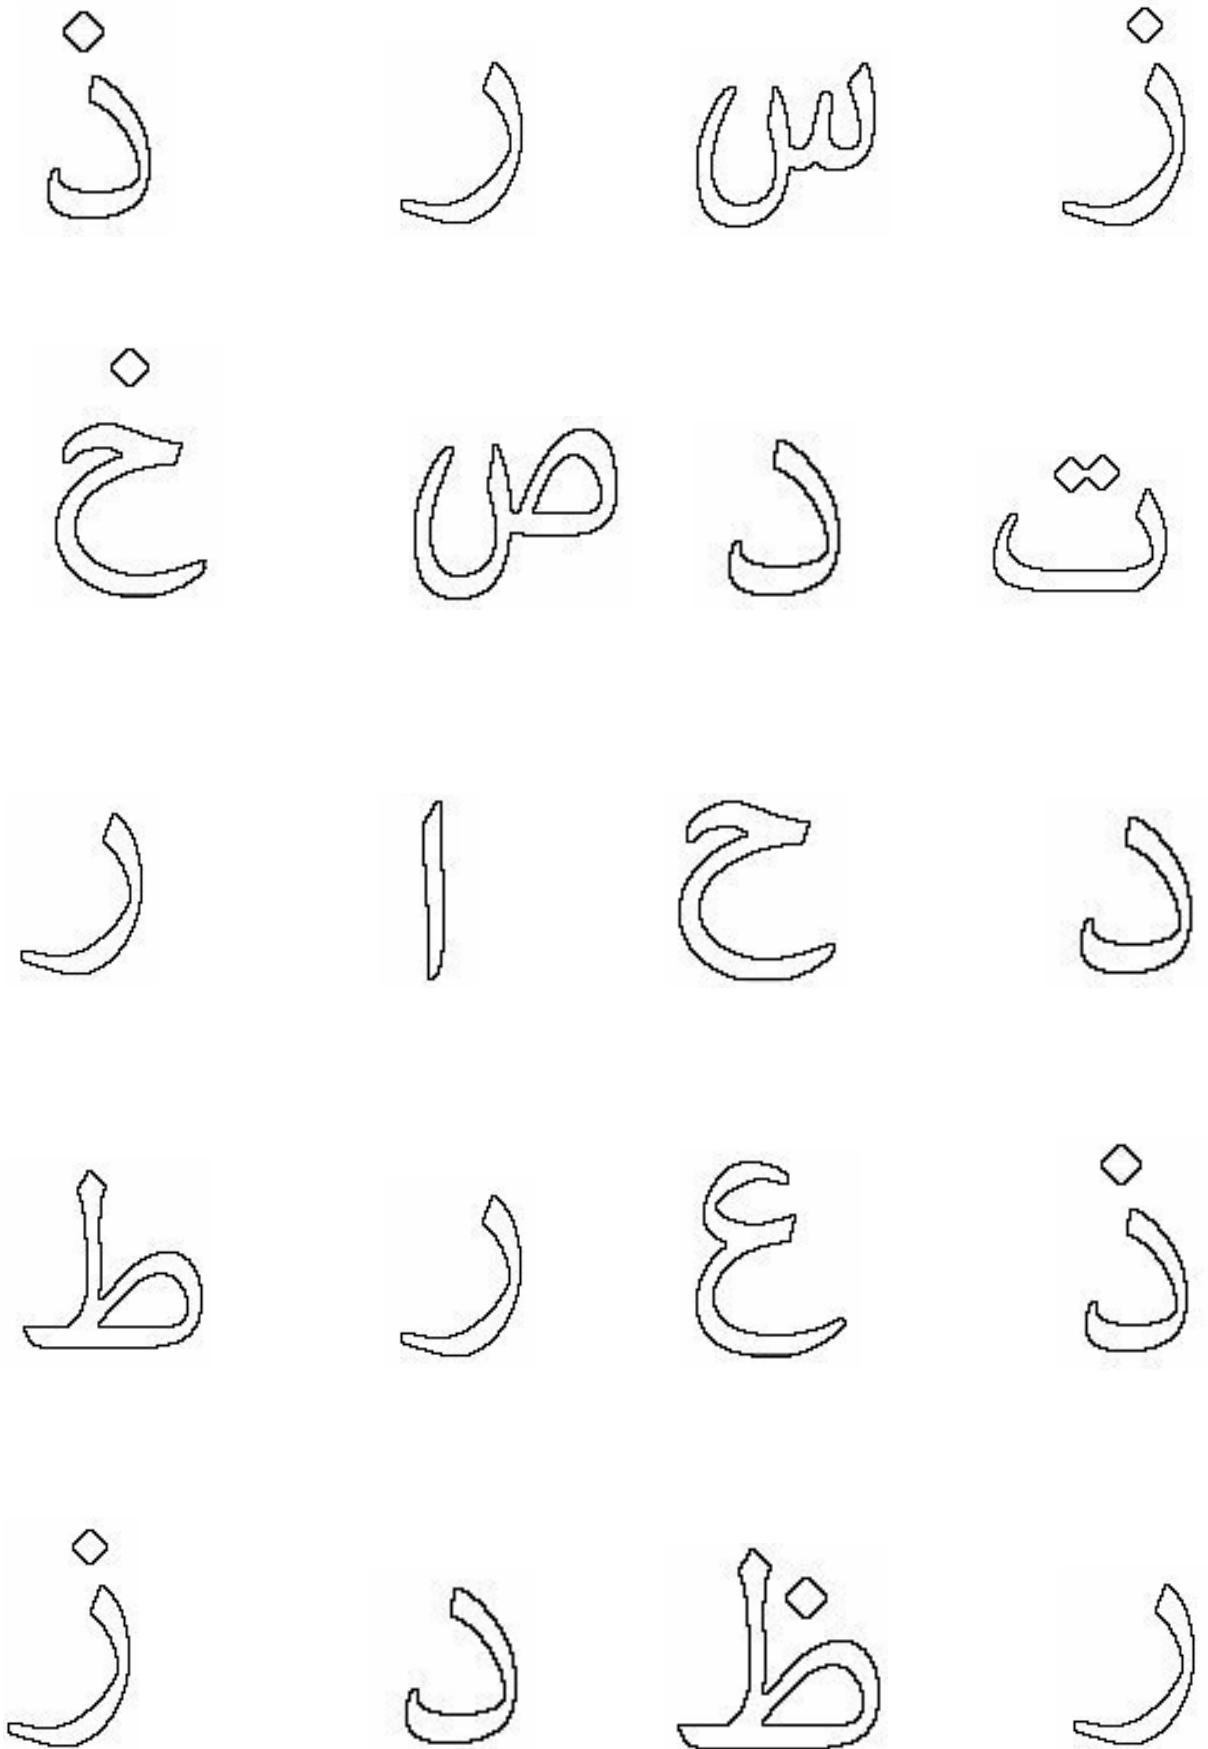 ز س ر ذ
ت د ص خ
د ح ا ر
ذ ع ر ط
ر ظ د ز